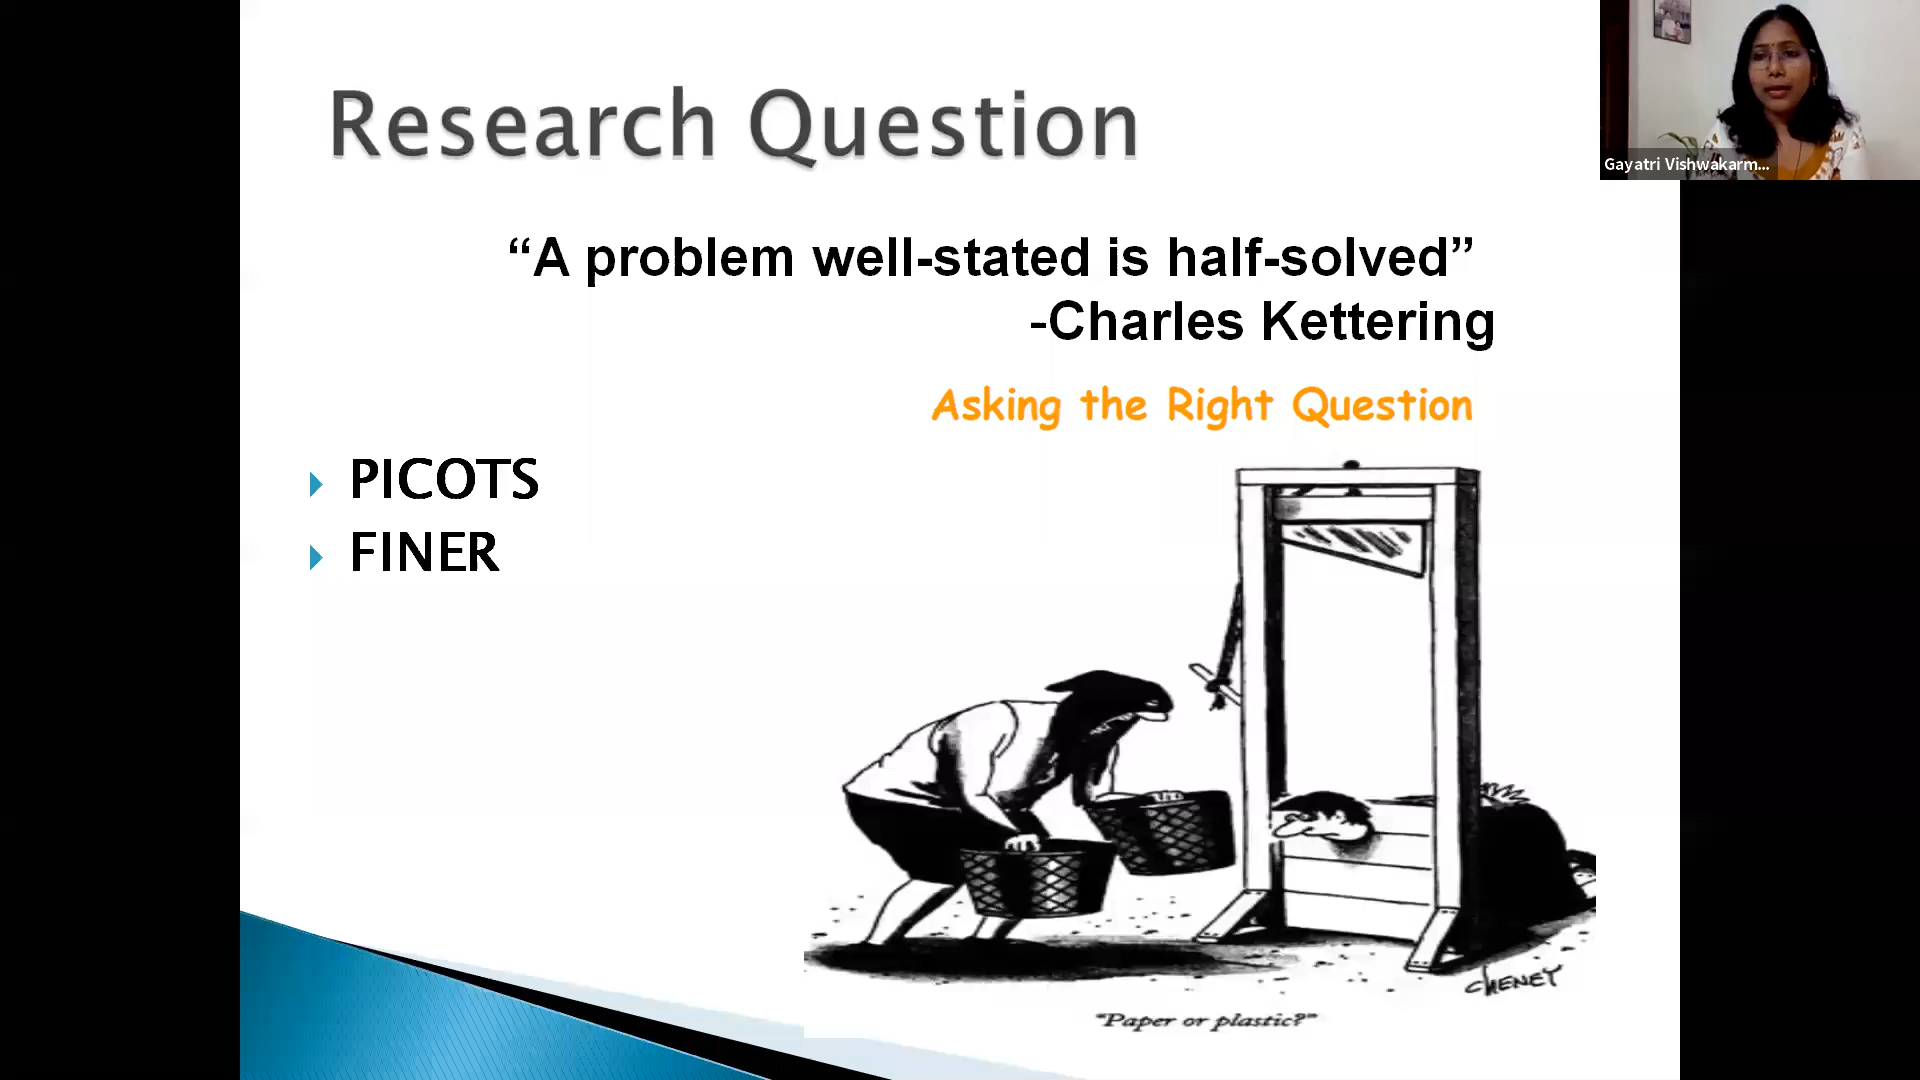 Research Question
Gayatri Vishwakarm...
“A problem well-stated is half-solved”
-Charles Kettering
Asking the Right Question
PICOTS
FINER
CHENEY
“Paper or plastic?”